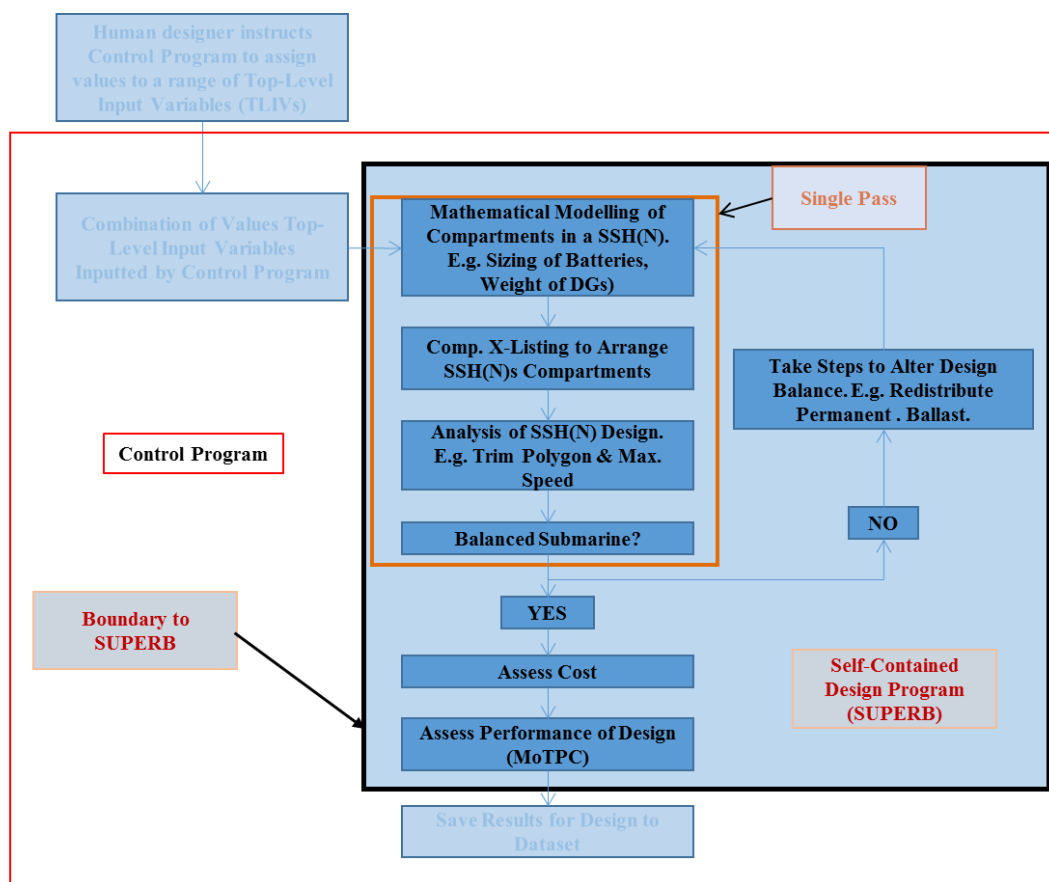 Human designer instructs
Control Program to assign
values to a range of Top-Level
Input Variables (TLIVs)
Combination of Values Top-
Level Input Variables
Inputted by Control Program
Mathematical Modelling of
Compartments in a SSH(N).
E.g. Sizing of Batteries,
Weight of DGs)
Single Pass
Comp. X-Listing to Arrange
SSH(N)s Compartments
Take Steps to Alter Design
Balance. E.g. Redistribute
Permanent . Ballast.
Analysis of SSH(N) Design.
E.g. Trim Polygon & Max.
Speed
Control Program
NO
Balanced Submarine?
YES
Boundary to
SUPERB
Assess Cost
Self-Contained
Design Program
(SUPERB)
Assess Performance of Design
(MoTPC)
Save Results for Design to
Dataset